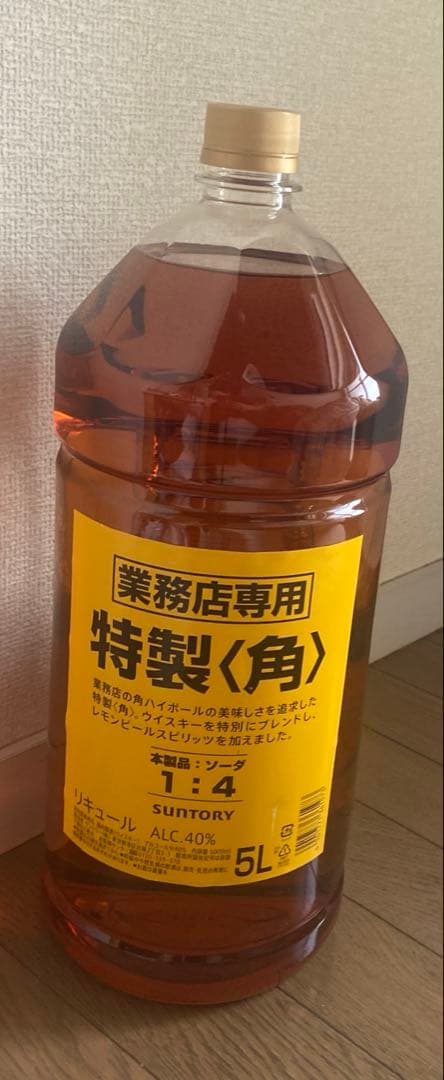 業務店専用
特製〈角〉
業務店の角ハイボールの美味しさを追求した
特製〈角〉。ウイスキーを特別にブレンドし、
レモンピールスピリッツを加えました。
本製品：ソーダ
1：4
SUNTORY
リキュール ALC.40%
5L